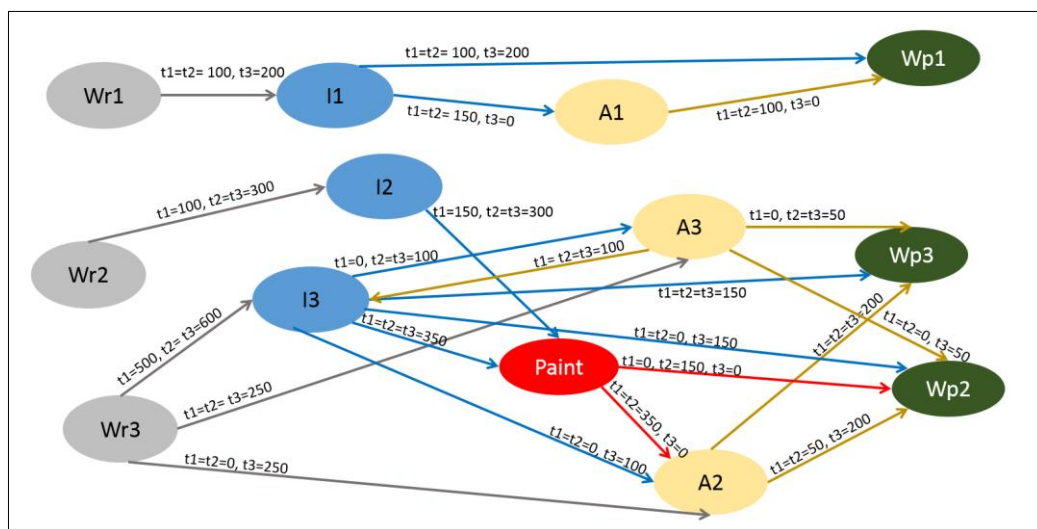 t1=t2= 100, t3=200
Wp1
t1=t2= 100, t3=200
Wr1
I1
t1=t2= 150, t3=0
A1
t1=t2=100, t3=0
I2
t1=100, t2=t3=300
t1=150, t2=t3=300
A3
t1=0, t2=t3=50
Wr2
t1=0, t2=t3=100
t1= t2=t3=100
Wp3
I3
t1=t2=t3=150
t1=500, t2= t3=600
t1=t2=t3=350
t1=t2=0, t3=150
t1=t2=t3=200
t1=t2=0, t3=50
Paint
t1=0, t2=150, t3=0
Wp2
t1=t2= t3=250
Wr3
t1=t2=350, t3=0
t1=t2=0, t3=100
t1=t2=50, t3=200
t1=t2=0, t3=250
A2